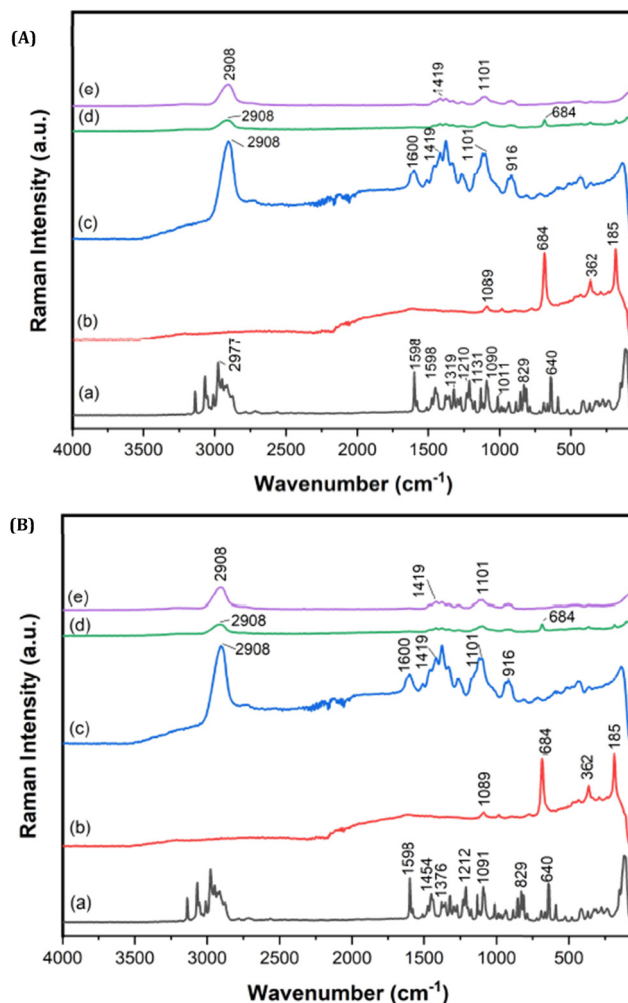 (A)
2908
1419
1101
(e)
(d)
2908
684
2908
1600
1419
1101
916
(c)
684
362
185
1089
(b)
2977
1598
1598
1319
1210
1131
1090
1011
829
640
(a)
4000 3500 3000 2500 2000 1500 1000 500
Wavenumber (cm-1)
Raman Intensity (a.u.)
(B)
2908
1419
1101
(e)
(d)
2908
684
2908
1600
1419
1101
916
(c)
684
362
185
1089
(b)
1598
1454
1376
1212
1091
829
640
(a)
4000 3500 3000 2500 2000 1500 1000 500
Wavenumber (cm-1)
Raman Intensity (a.u.)